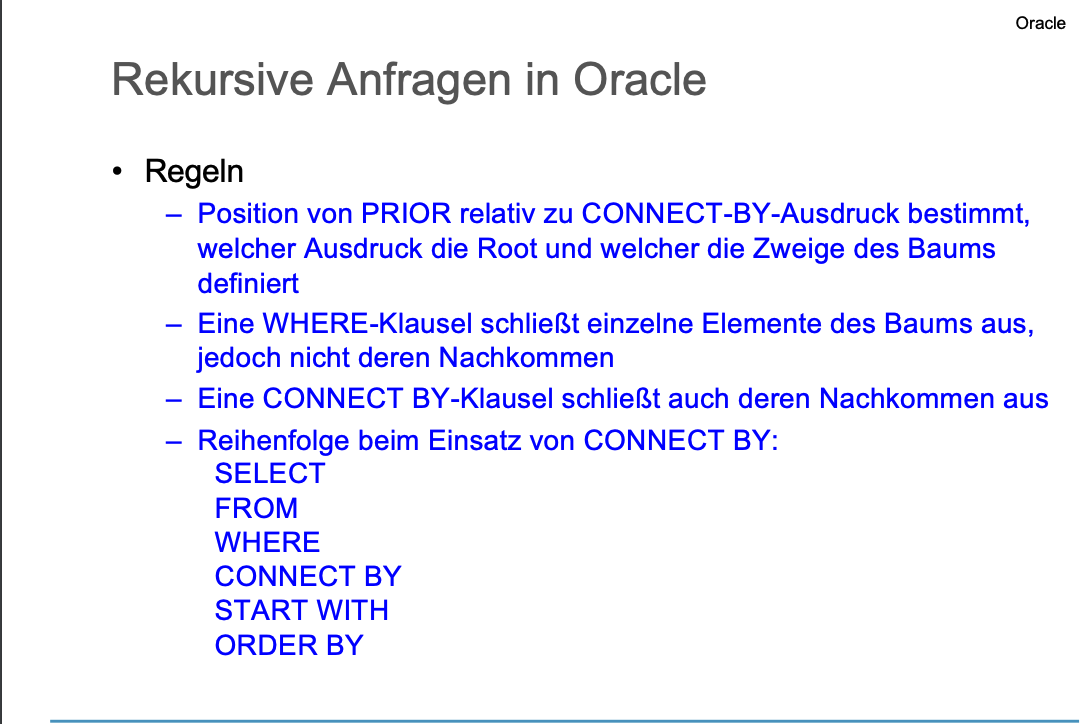 Oracle
Rekursive Anfragen in Oracle
• Regeln
– Position von PRIOR relativ zu CONNECT-BY-Ausdruck bestimmt,
welcher Ausdruck die Root und welcher die Zweige des Baums
definiert
– Eine WHERE-Klausel schließt einzelne Elemente des Baums aus,
jedoch nicht deren Nachkommen
– Eine CONNECT BY-Klausel schließt auch deren Nachkommen aus
– Reihenfolge beim Einsatz von CONNECT BY:
SELECT
FROM
WHERE
CONNECT BY
START WITH
ORDER BY